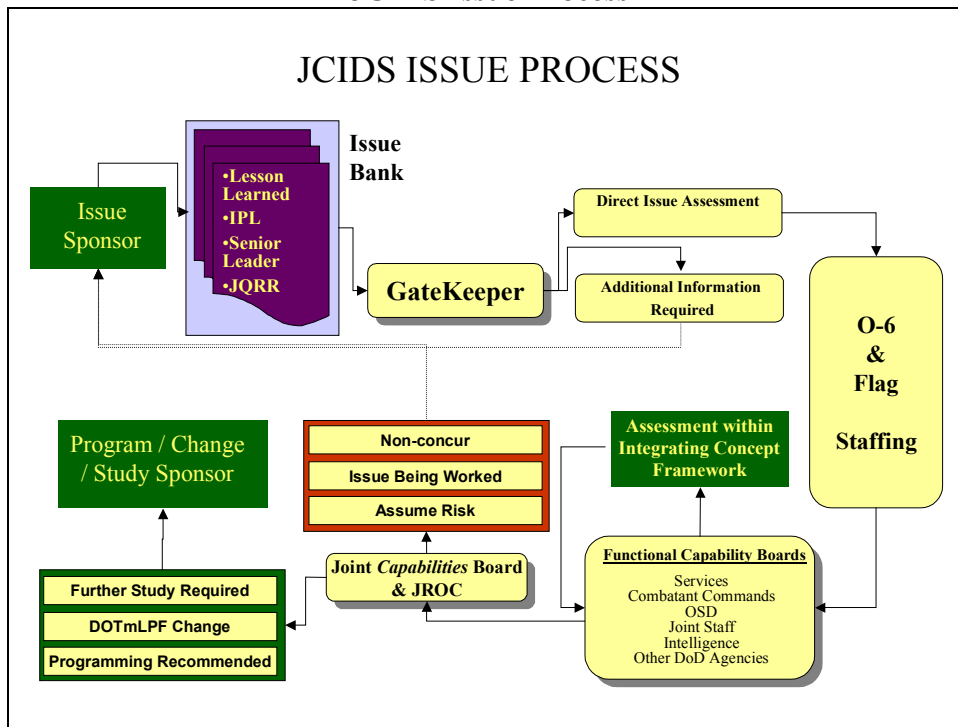 JCIDS ISSUE PROCESS
Issue
Bank
•Lesson
Learned
•IPL
•Senior
Leader
•JQRR
Issue
Sponsor
GateKeeper
Direct Issue Assessment
Additional Information
Required
O-6
&
Flag
Staffing
Program / Change
/ Study Sponsor
Non-concur
Issue Being Worked
Assume Risk
Assessment within
Integrating Concept
Framework
Joint Capabilities Board
& JROC
Functional Capability Boards
Services
Combatant Commands
OSD
Joint Staff
Intelligence
Other DoD Agencies
Further Study Required
DOTmLPF Change
Programming Recommended